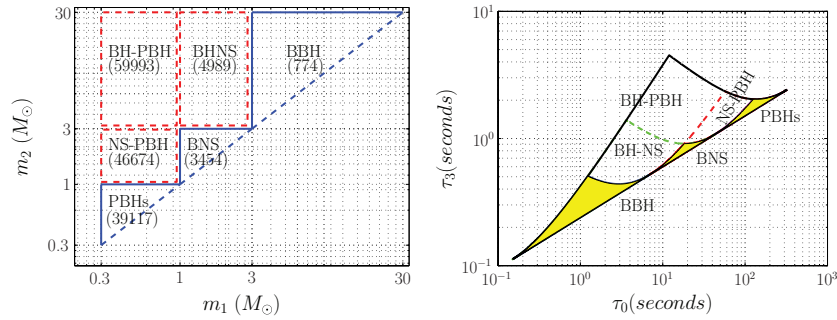 30
3
1
0.3
m₂ (M⊙)
BH-PBH
(59993)
BHNS
(4989)
BBH
(774)
NS-PBH
(46674)
BNS
(3454)
PBHs
(39117)
0.3
1
3
30
m₁ (M⊙)
10¹
10⁰
10⁻¹
τ₃(seconds)
BH-PBH
NS-PBH
PBHs
BH-NS
BNS
BBH
10⁰
10¹
10²
10³
τ₀(seconds)